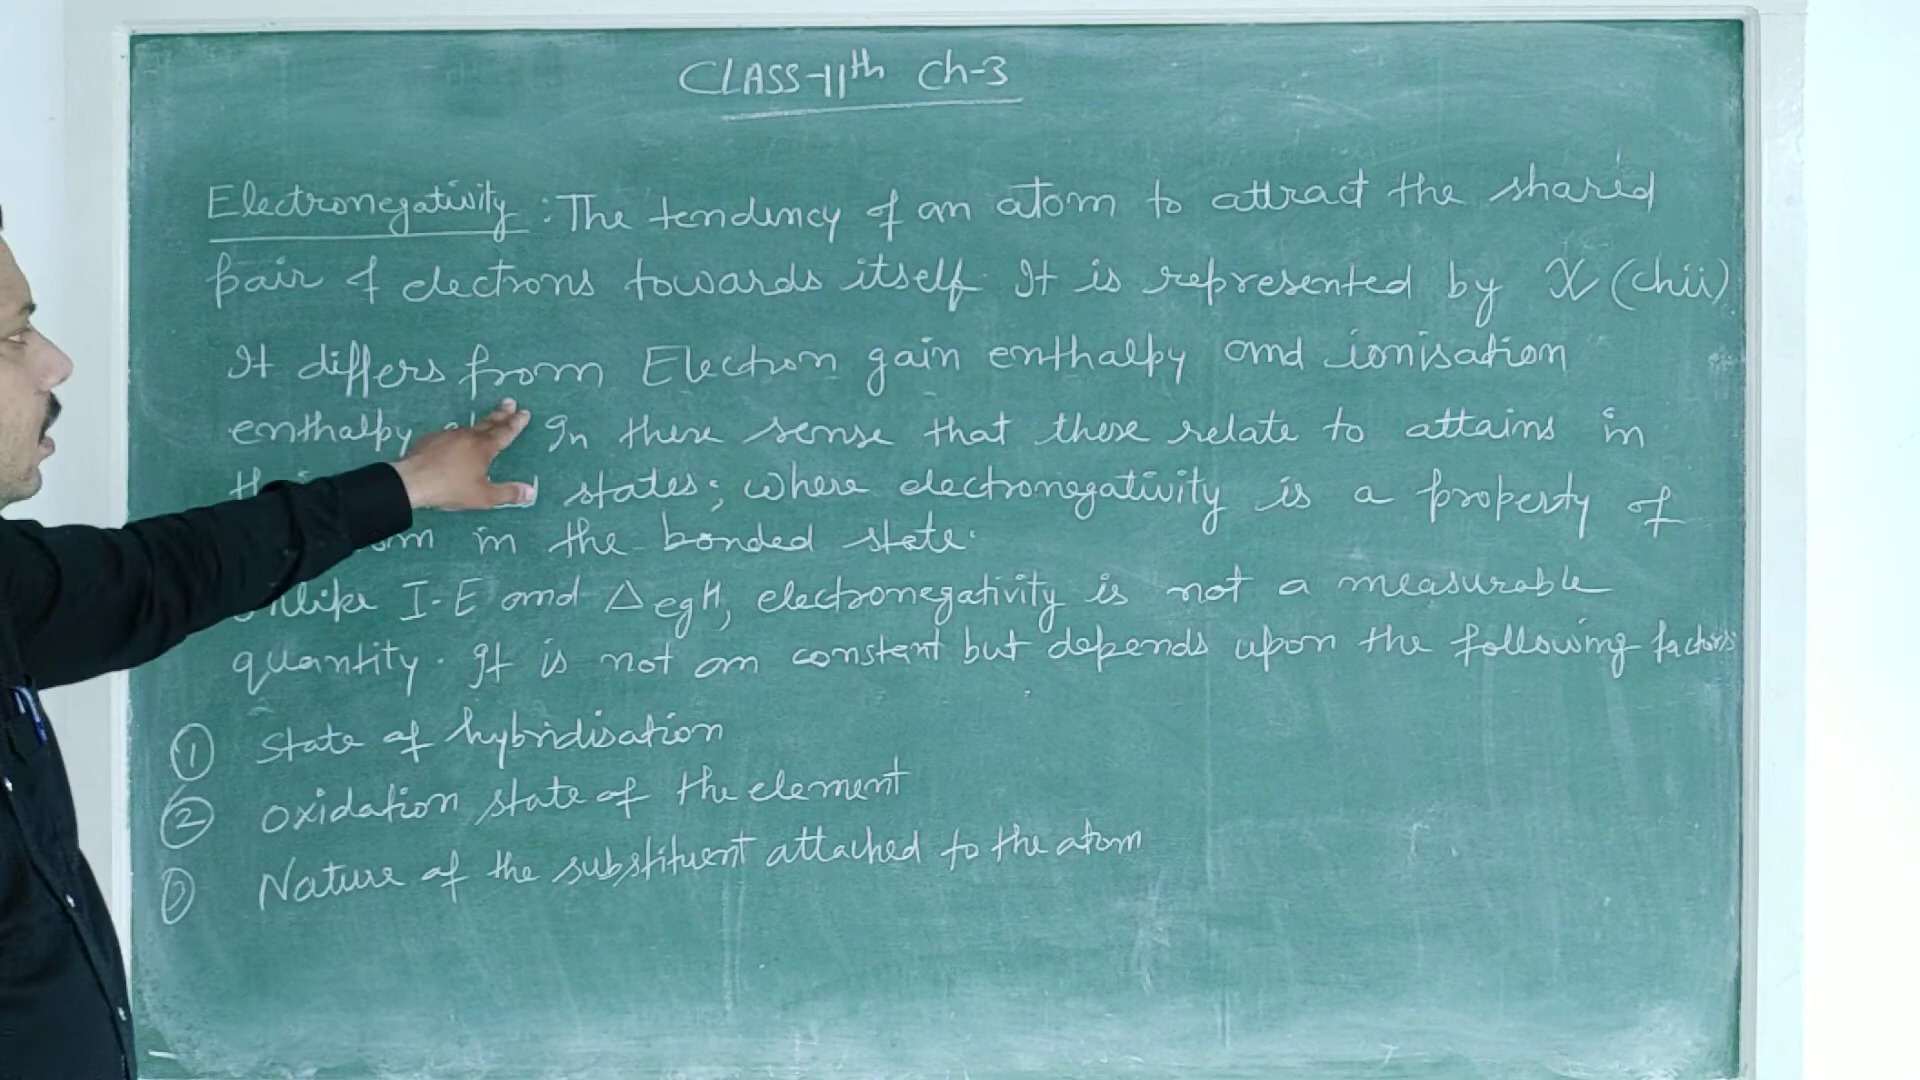 CLASS-11th Ch-3
Electronegativity : The tendency of an atom to attract the shared
pair of electrons towards itself. It is represented by X (chii)
It differs from Electron gain enthalpy and ionisation
enthalpy In these sense that these relate to attains in
states; where electronegativity is a property of
in the bonded state.
I-E and ΔegH, electronegativity is not a measurable
quantity. It is not an constant but depends upon the following factors
① State of hybridisation
② Oxidation state of the element
③ Nature of the substituent attached to the atom